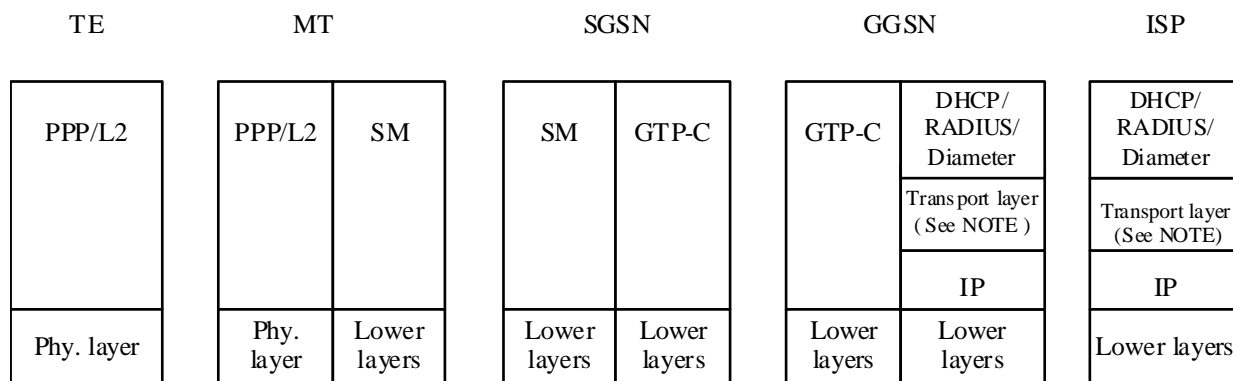 TE MT SGSN GGSN ISP
PPP/L2 PPP/L2 SM SM GTP-C GTP-C
DHCP/
RADIUS/
Diameter
DHCP/
RADIUS/
Diameter
Transport layer
( See NOTE )
Transport layer
(See NOTE)
IP IP
Phy. layer
Phy.
layer
Lower
layers
Lower
layers
Lower
layers
Lower
layers
Lower
layers
Lower layers